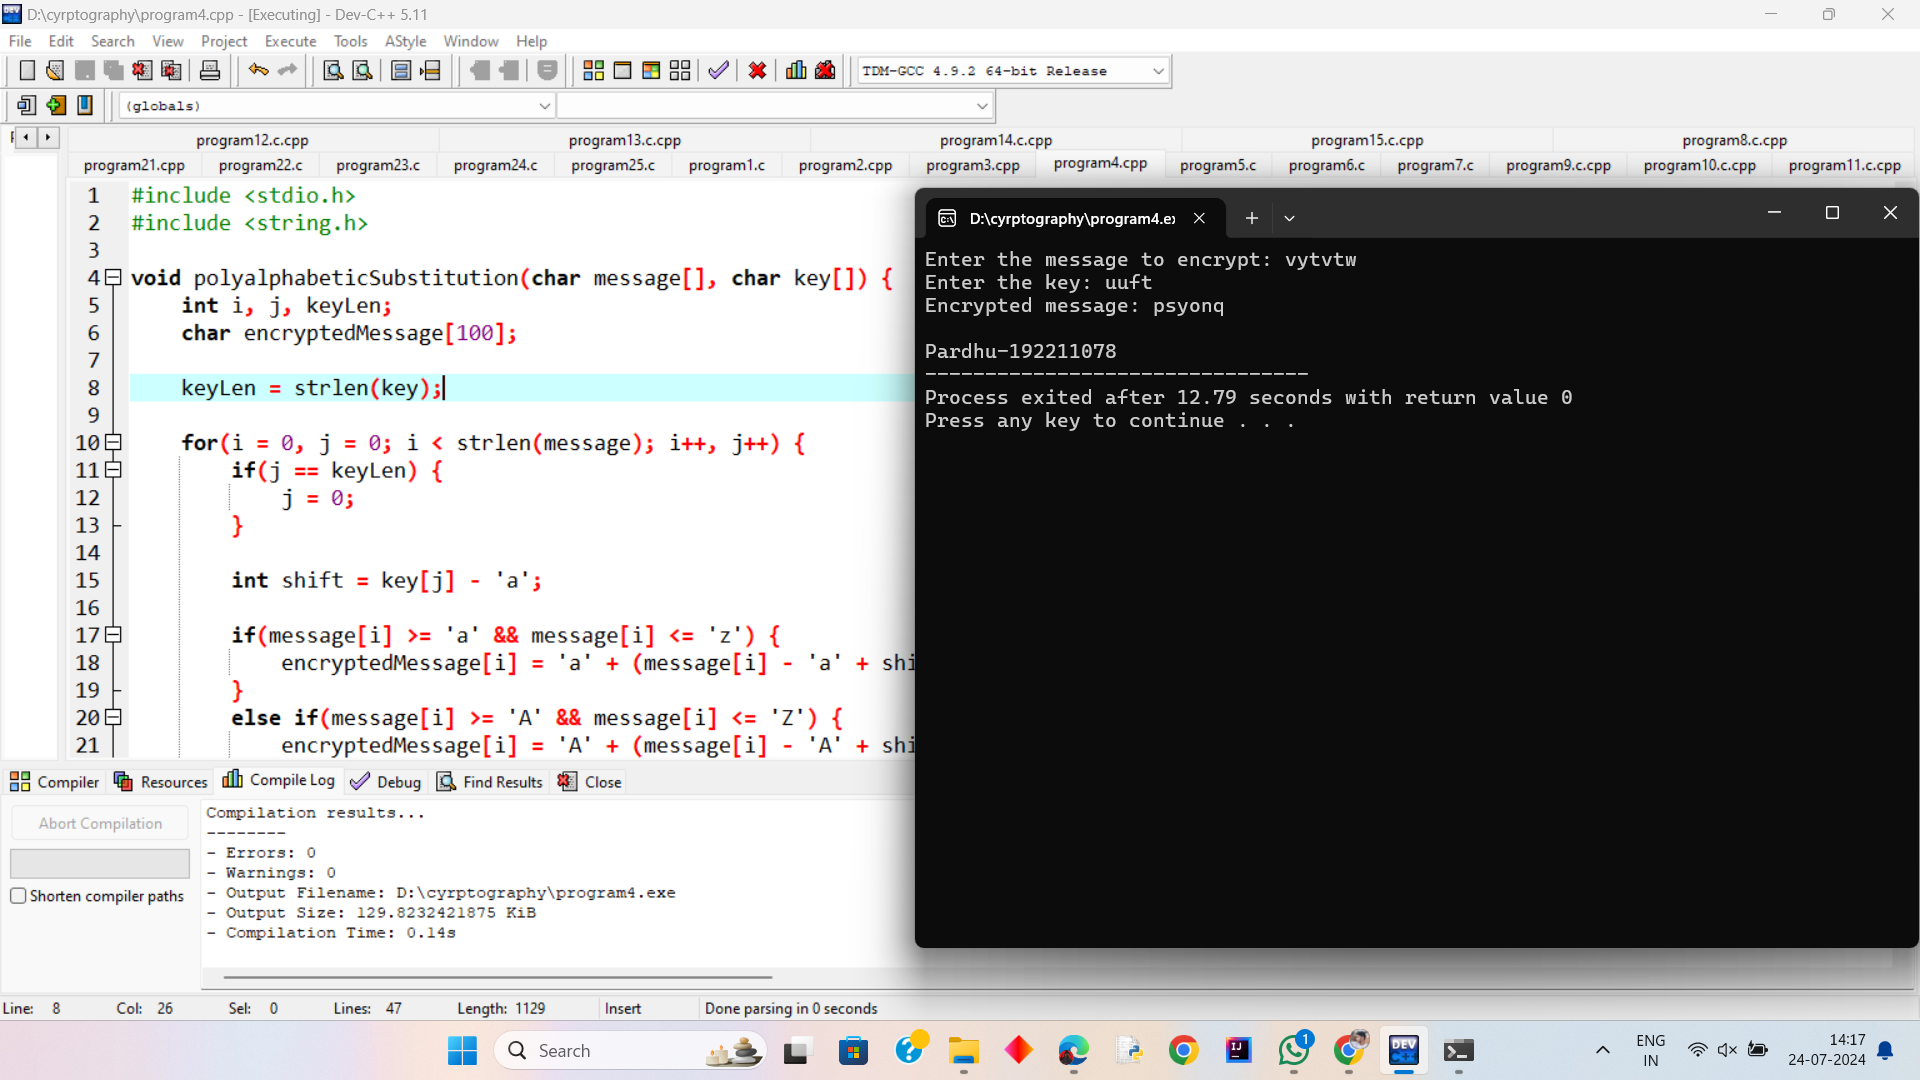 D:\cyrptography\program4.cpp - [Executing] - Dev-C++ 5.11
File Edit Search View Project Execute Tools AStyle Window Help
TDM-GCC 4.9.2 64-bit Release
(globals)
program12.c.cpp program13.c.cpp program14.c.cpp program15.c.cpp program8.c.cpp
program21.cpp program22.c program23.c program24.c program25.c program1.c program2.cpp program3.cpp program4.cpp program5.c program6.c program7.c program9.c.cpp program10.c.cpp program11.c.cpp
1 #include <stdio.h>
2 #include <string.h>
3
4 void polyalphabeticSubstitution(char message[], char key[]) {
5 int i, j, keyLen;
6 char encryptedMessage[100];
7
8 keyLen = strlen(key);
9
10 for(i = 0, j = 0; i < strlen(message); i++, j++) {
11 if(j == keyLen) {
12 j = 0;
13 }
14
15 int shift = key[j] - 'a';
16
17 if(message[i] >= 'a' && message[i] <= 'z') {
18 encryptedMessage[i] = 'a' + (message[i] - 'a' + shi
19 }
20 else if(message[i] >= 'A' && message[i] <= 'Z') {
21 encryptedMessage[i] = 'A' + (message[i] - 'A' + shi
D:\cyrptography\program4.e
Enter the message to encrypt: vytvtw
Enter the key: uuft
Encrypted message: psyonq
Pardhu-192211078
--------------------------------
Process exited after 12.79 seconds with return value 0
Press any key to continue . . .
Compiler Resources Compile Log Debug Find Results Close
Abort Compilation
Shorten compiler paths
Compilation results...
--------
- Errors: 0
- Warnings: 0
- Output Filename: D:\cyrptography\program4.exe
- Output Size: 129.8232421875 KiB
- Compilation Time: 0.14s
Line: 8 Col: 26 Sel: 0 Lines: 47 Length: 1129 Insert Done parsing in 0 seconds
Search
DEV
IJ
1
DEV
ENG
IN
14:17
24-07-2024